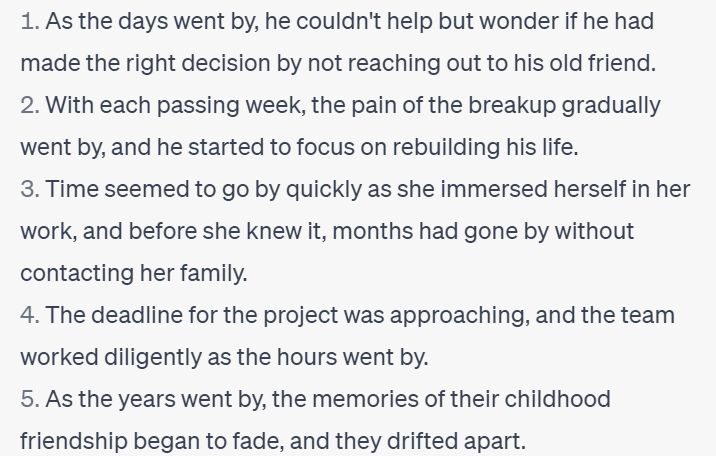 1. As the days went by, he couldn't help but wonder if he had
made the right decision by not reaching out to his old friend.
2. With each passing week, the pain of the breakup gradually
went by, and he started to focus on rebuilding his life.
3. Time seemed to go by quickly as she immersed herself in her
work, and before she knew it, months had gone by without
contacting her family.
4. The deadline for the project was approaching, and the team
worked diligently as the hours went by.
5. As the years went by, the memories of their childhood
friendship began to fade, and they drifted apart.